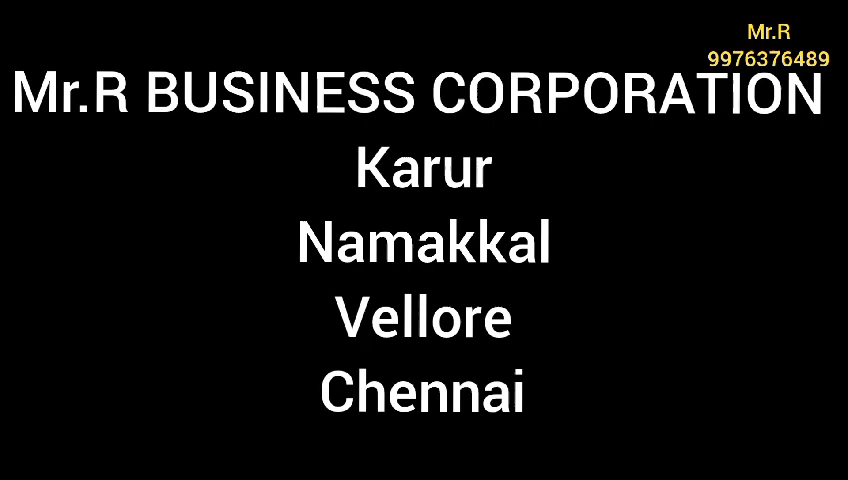 Mr.R
9976376489
Mr.R BUSINESS CORPORATION
Karur
Namakkal
Vellore
Chennai